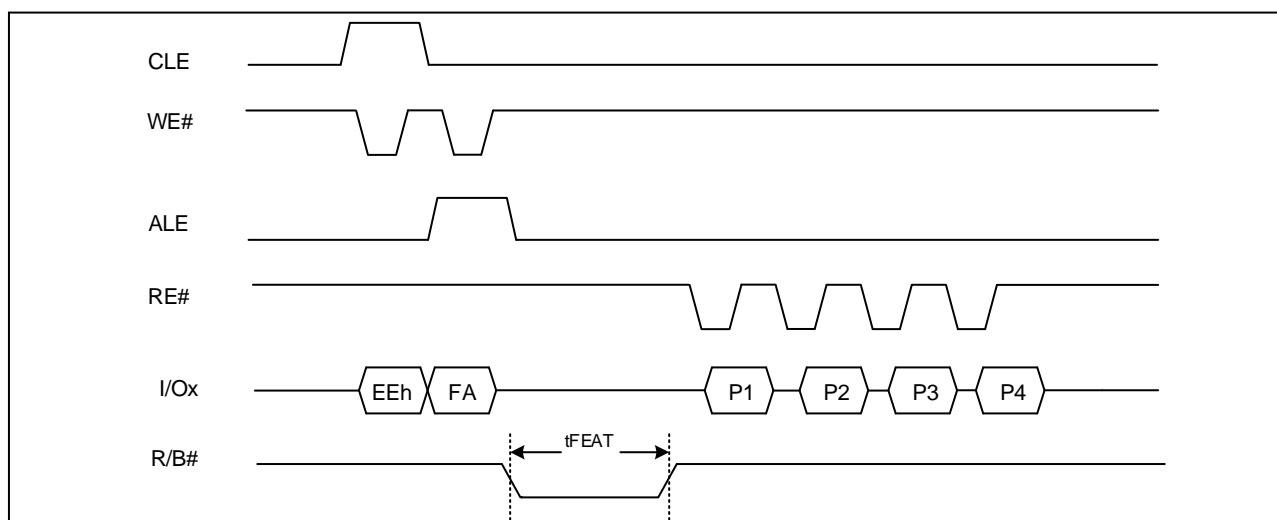 CLE
WE#
ALE
RE#
I/Ox EEh FA P1 P2 P3 P4
tFEAT
R/B#